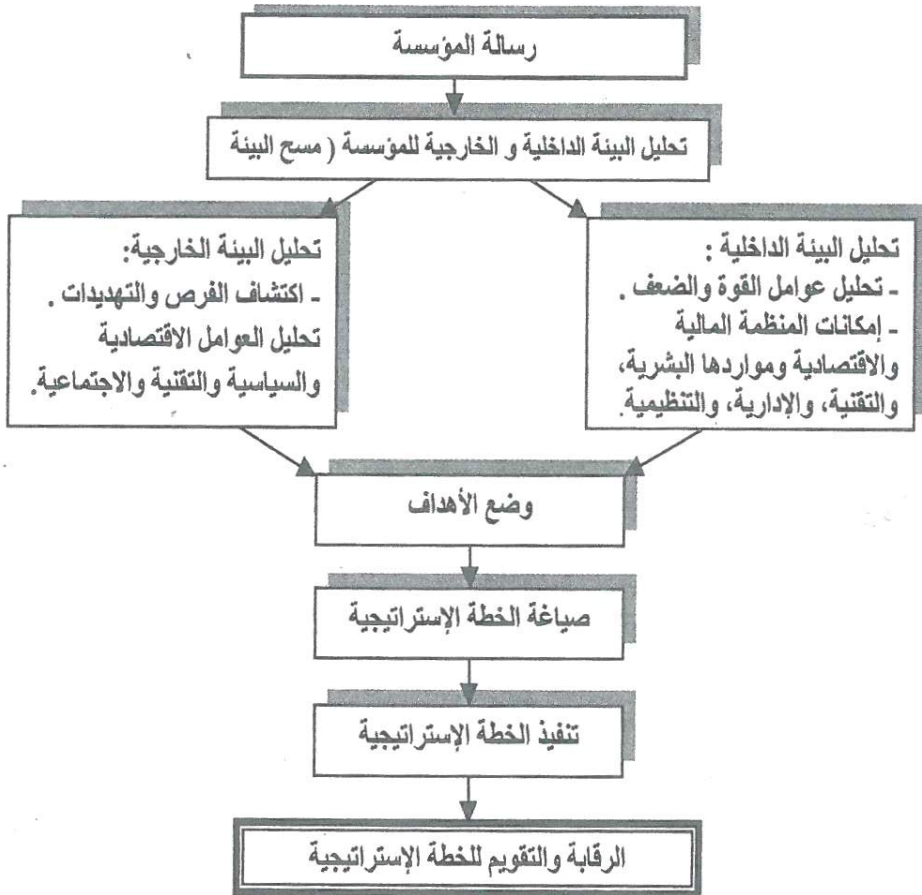 رسالة المؤسسة
تحليل البيئة الداخلية و الخارجية للمؤسسة ( مسح البيئة
تحليل البيئة الداخلية :
- تحليل عوامل القوة والضعف .
- إمكانات المنظمة المالية
والاقتصادية ومواردها البشرية،
والتقنية، والإدارية، والتنظيمية.
تحليل البيئة الخارجية:
- اكتشاف الفرص والتهديدات .
تحليل العوامل الاقتصادية
والسياسية والتقنية والاجتماعية.
وضع الأهداف
صياغة الخطة الإستراتيجية
تنفيذ الخطة الإستراتيجية
الرقابة والتقويم للخطة الإستراتيجية